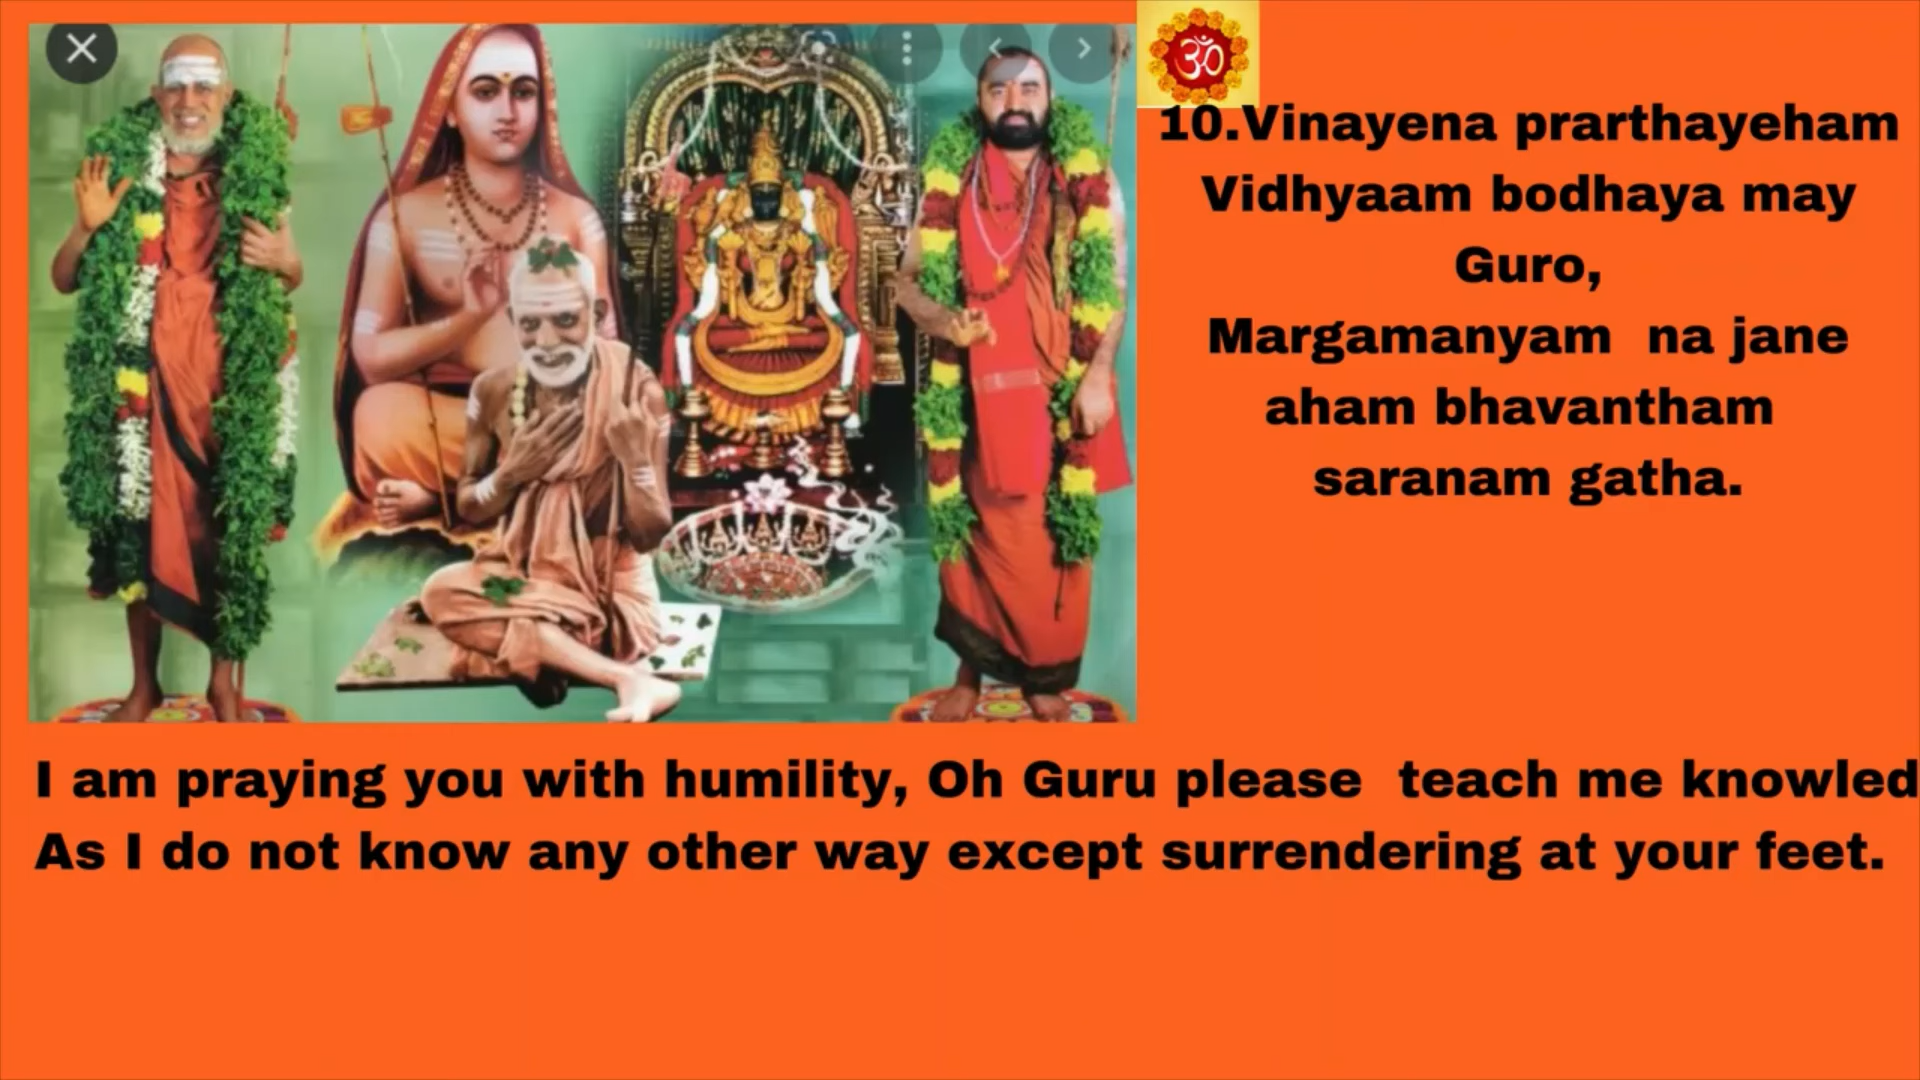 ॐ
10.Vinayena prarthayeham
Vidhyaam bodhaya may
Guro,
Margamanyam na jane
aham bhavantham
saranam gatha.
I am praying you with humility, Oh Guru please teach me knowled
As I do not know any other way except surrendering at your feet.